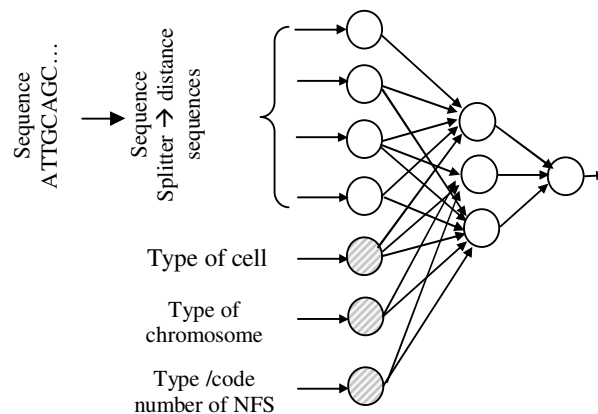 Sequence
ATTGCAGC…
Sequence
Splitter → distance
sequences
Type of cell
Type of
chromosome
Type /code
number of NFS